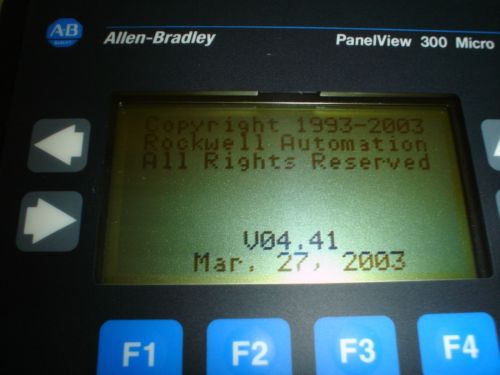 AB
Allen-Bradley
PanelView 300 Micro
Copyright 1993-2003
Rockwell Automation
All Rights Reserved
V04.41
Mar. 27, 2003
F1 F2 F3 F4